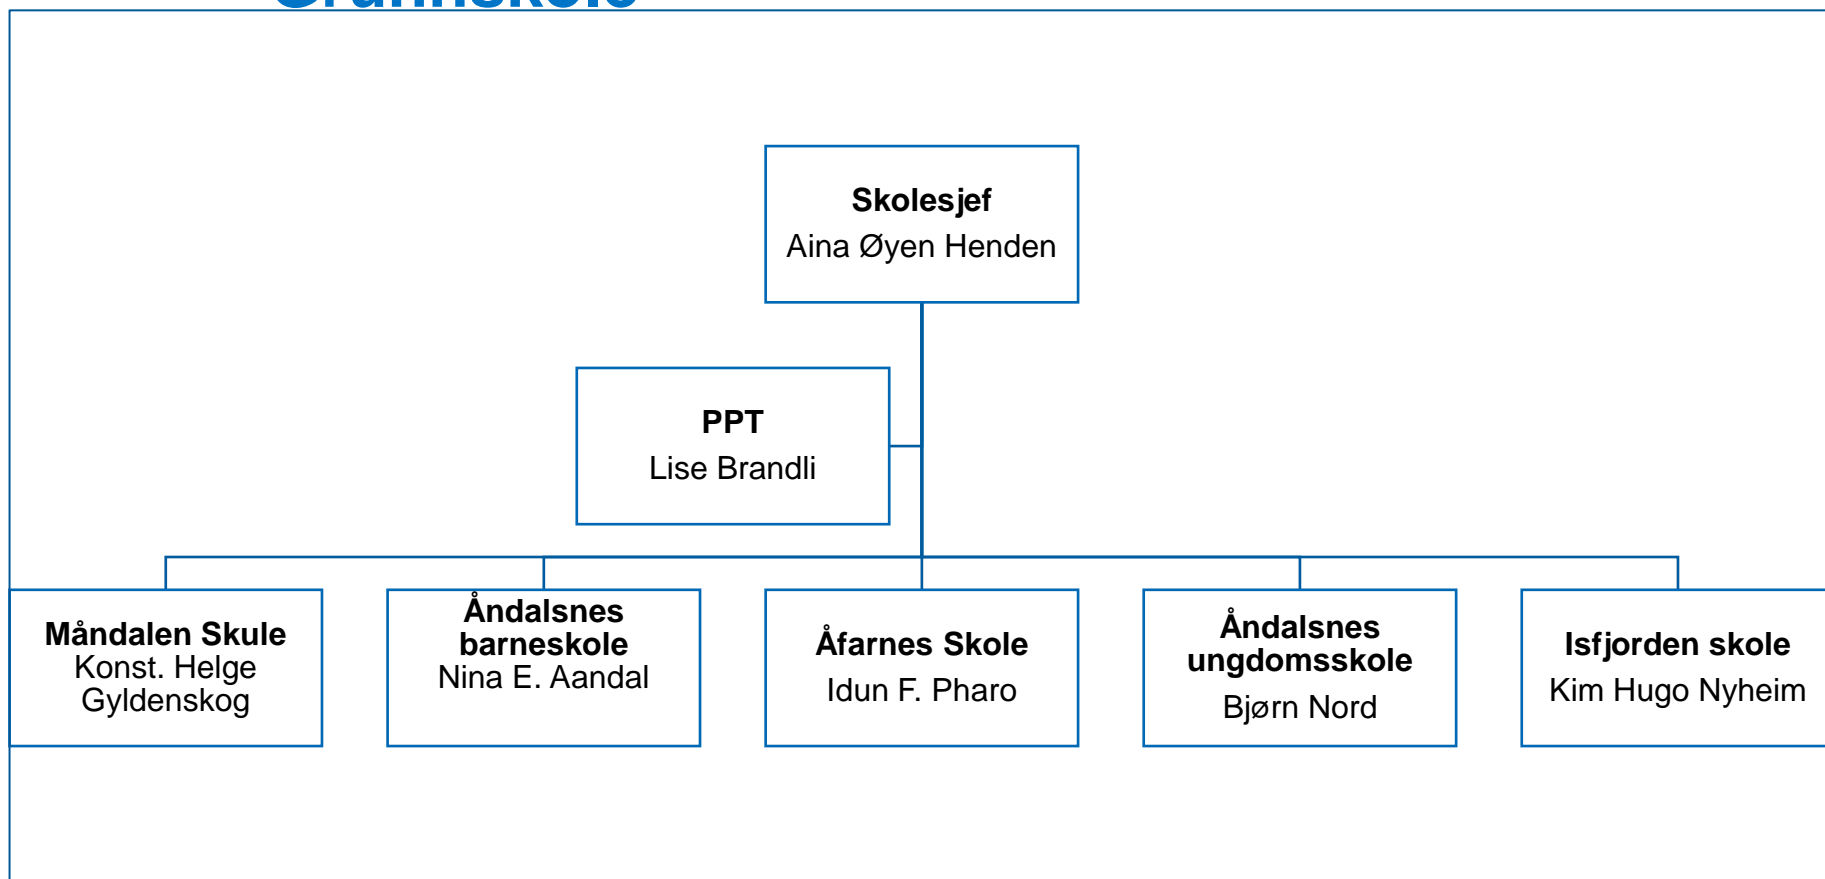 Grunnskole
Skolesjef
Aina Øyen Henden
PPT
Lise Brandli
Måndalen Skule
Konst. Helge
Gyldenskog
Åndalsnes
barneskole
Nina E. Aandal
Åfarnes Skole
Idun F. Pharo
Åndalsnes
ungdomsskole
Bjørn Nord
Isfjorden skole
Kim Hugo Nyheim